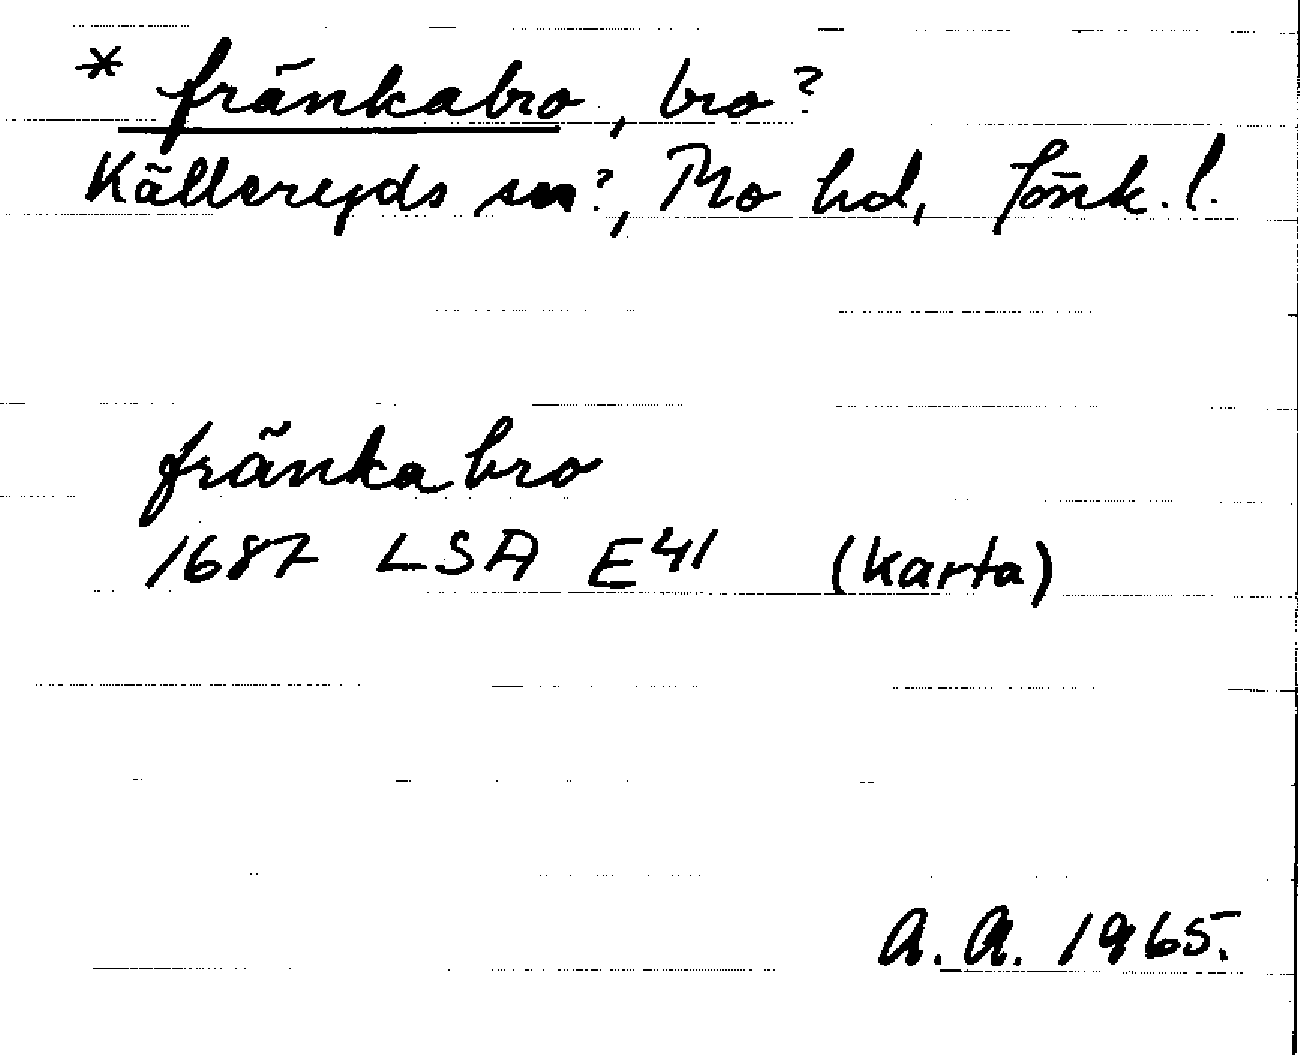 * fränkabro, bro?
Källeryds sn?, Mo hd, Jönk. l.
fränka bro
1687 LSA E41 (karta)
A. A. 1965.